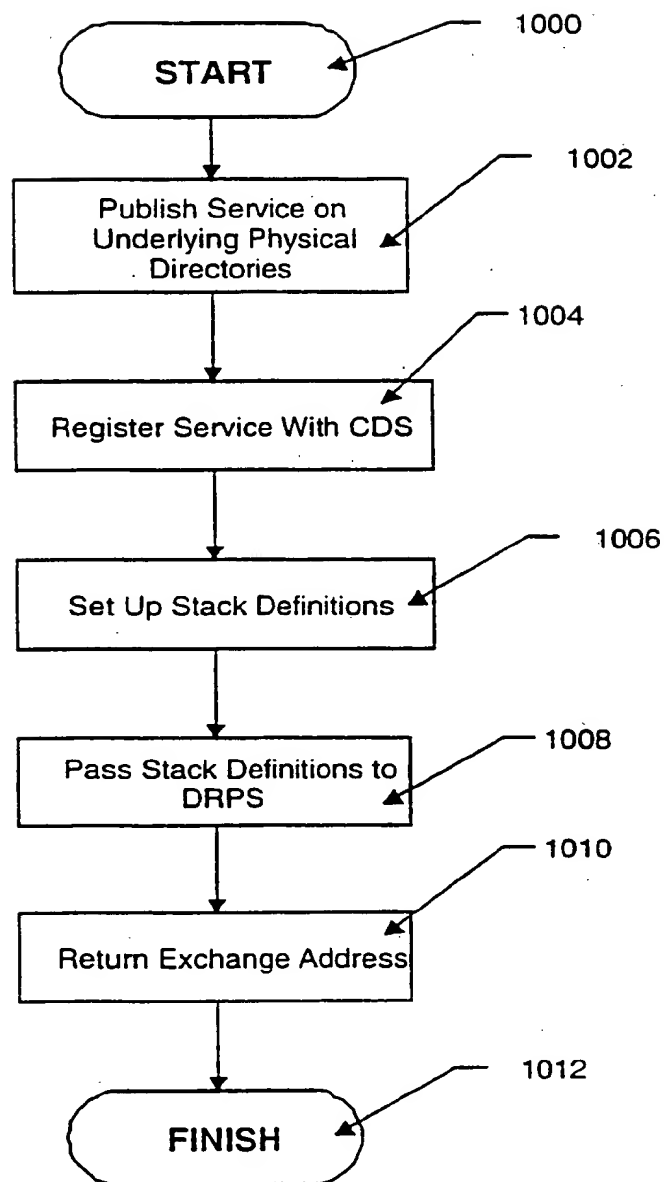 1000
START
1002
Publish Service on
Underlying Physical
Directories
1004
Register Service With CDS
1006
Set Up Stack Definitions
1008
Pass Stack Definitions to
DRPS
1010
Return Exchange Address
1012
FINISH